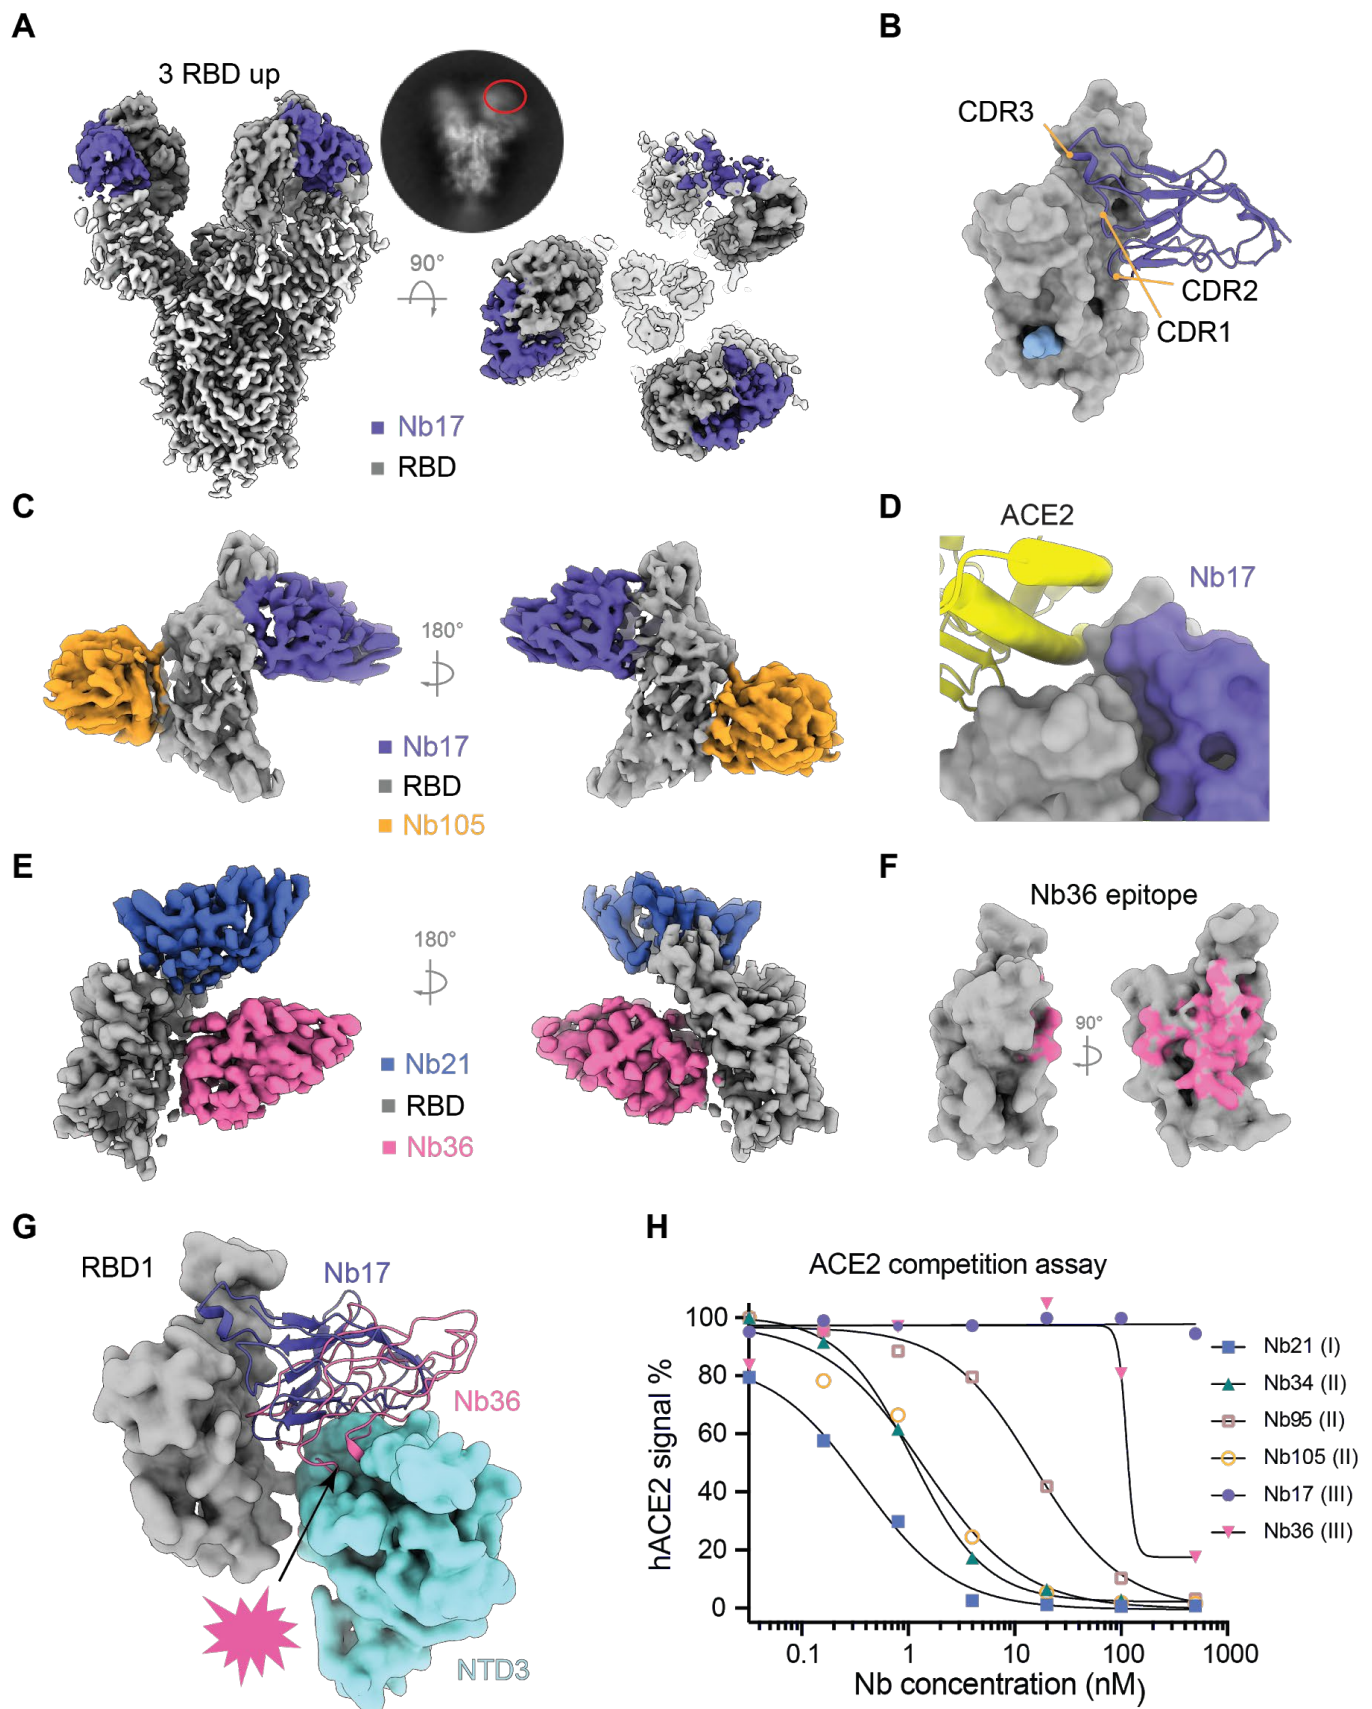 A
3 RBD up
90°
Nb17
RBD
B
CDR3
CDR2
CDR1
C
180°
Nb17
RBD
Nb105
D
ACE2
Nb17
E
180°
Nb21
RBD
Nb36
F
Nb36 epitope
90°
G
RBD1
Nb17
Nb36
NTD3
H
ACE2 competition assay
hACE2 signal %
100
80
60
40
20
0
0.1
1
10
100
1000
Nb concentration (nM)
Nb21 (I)
Nb34 (II)
Nb95 (II)
Nb105 (II)
Nb17 (III)
Nb36 (III)